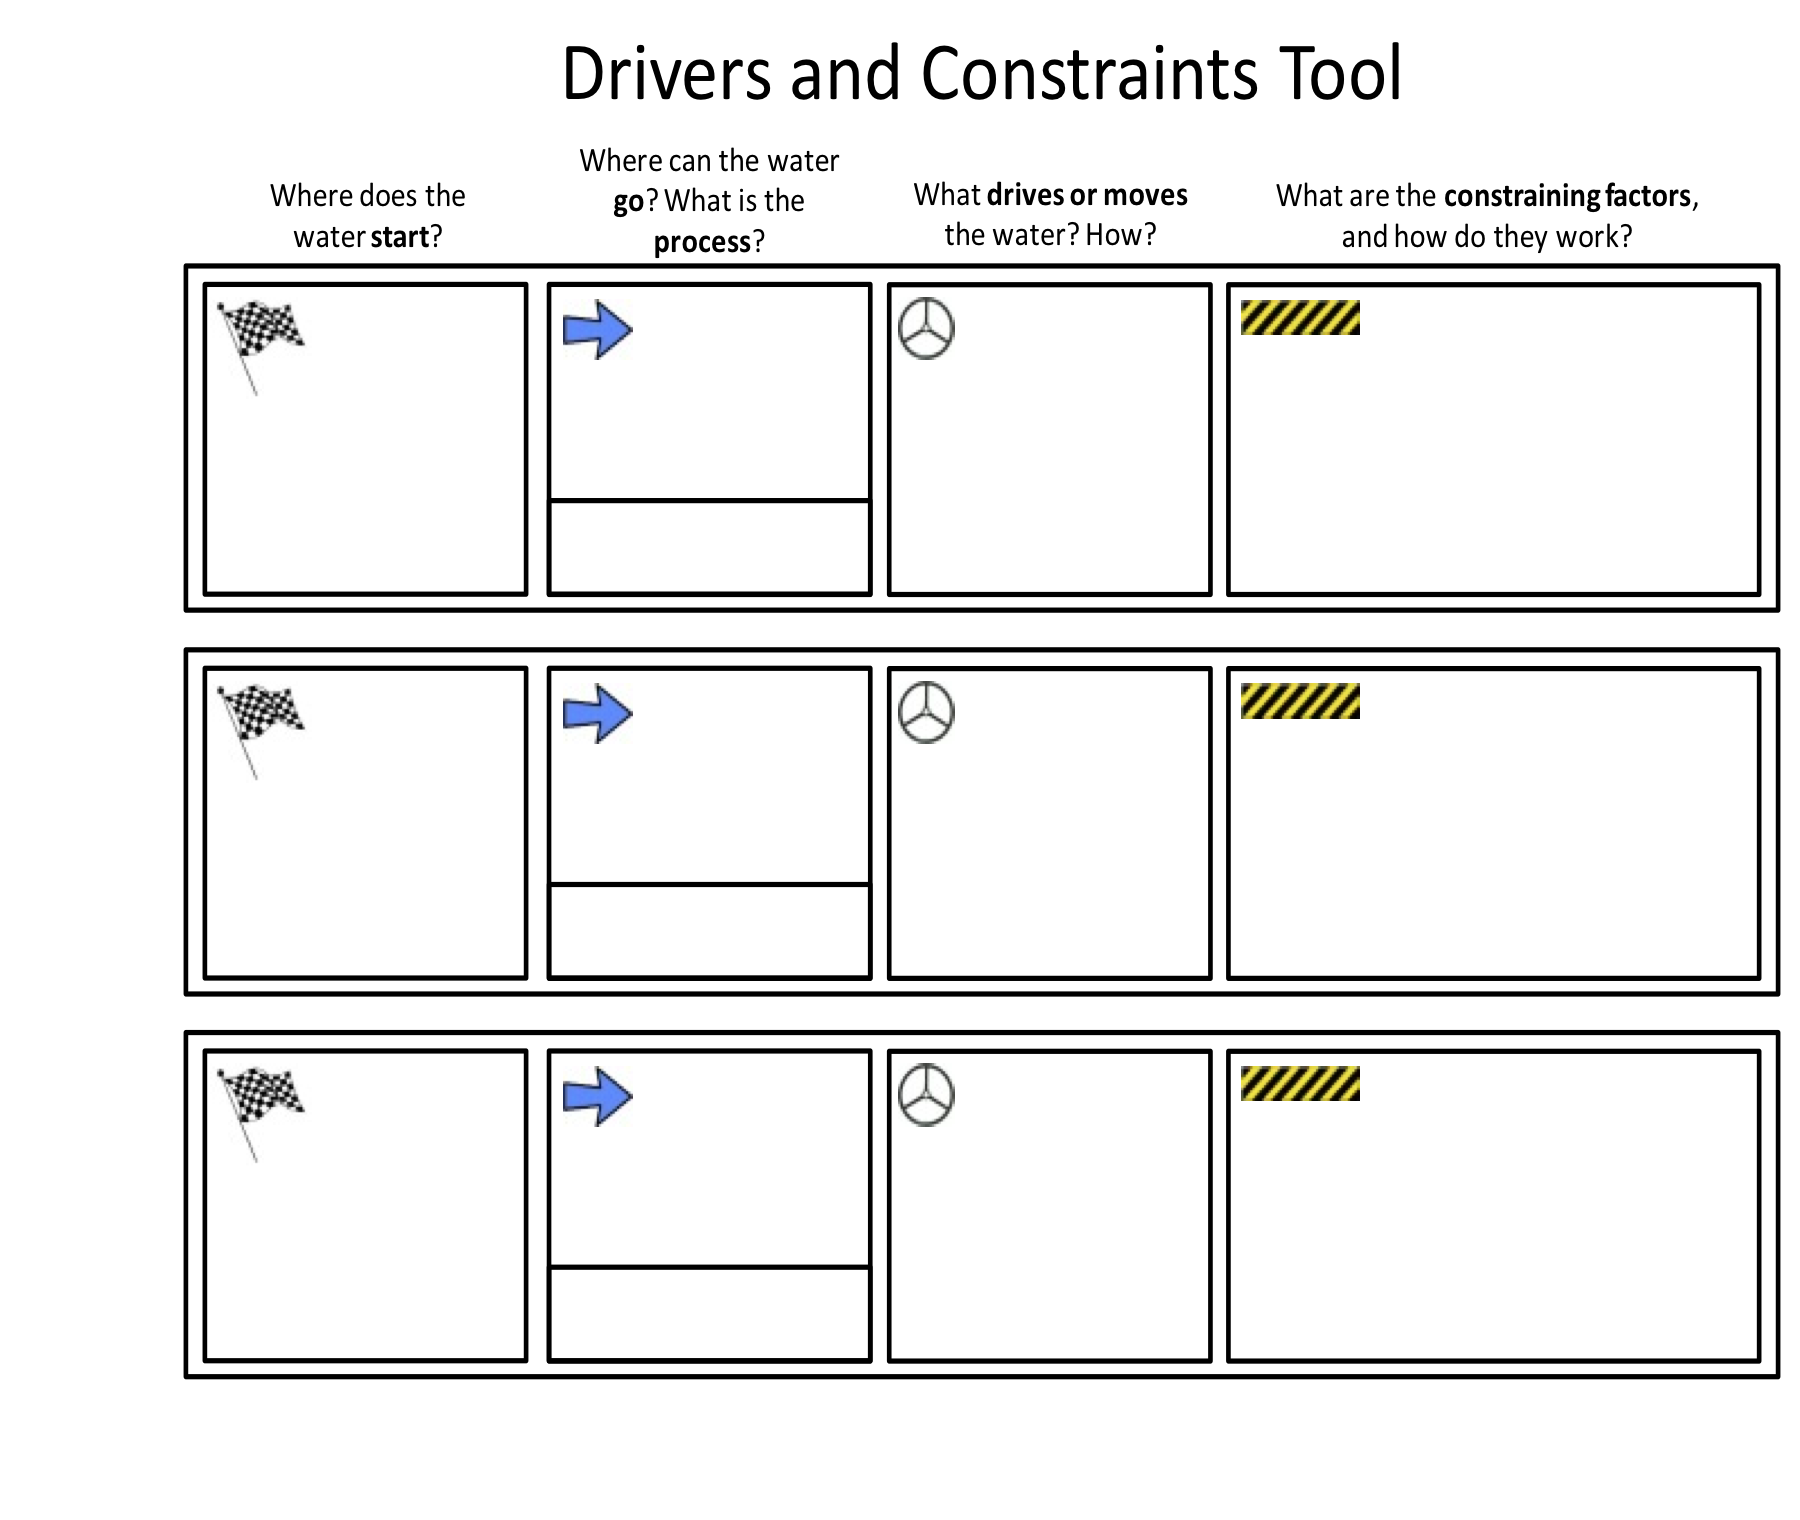 Drivers and Constraints Tool
Where does the
water start?
Where can the water
go? What is the
process?
What drives or moves
the water? How?
What are the constraining factors,
and how do they work?